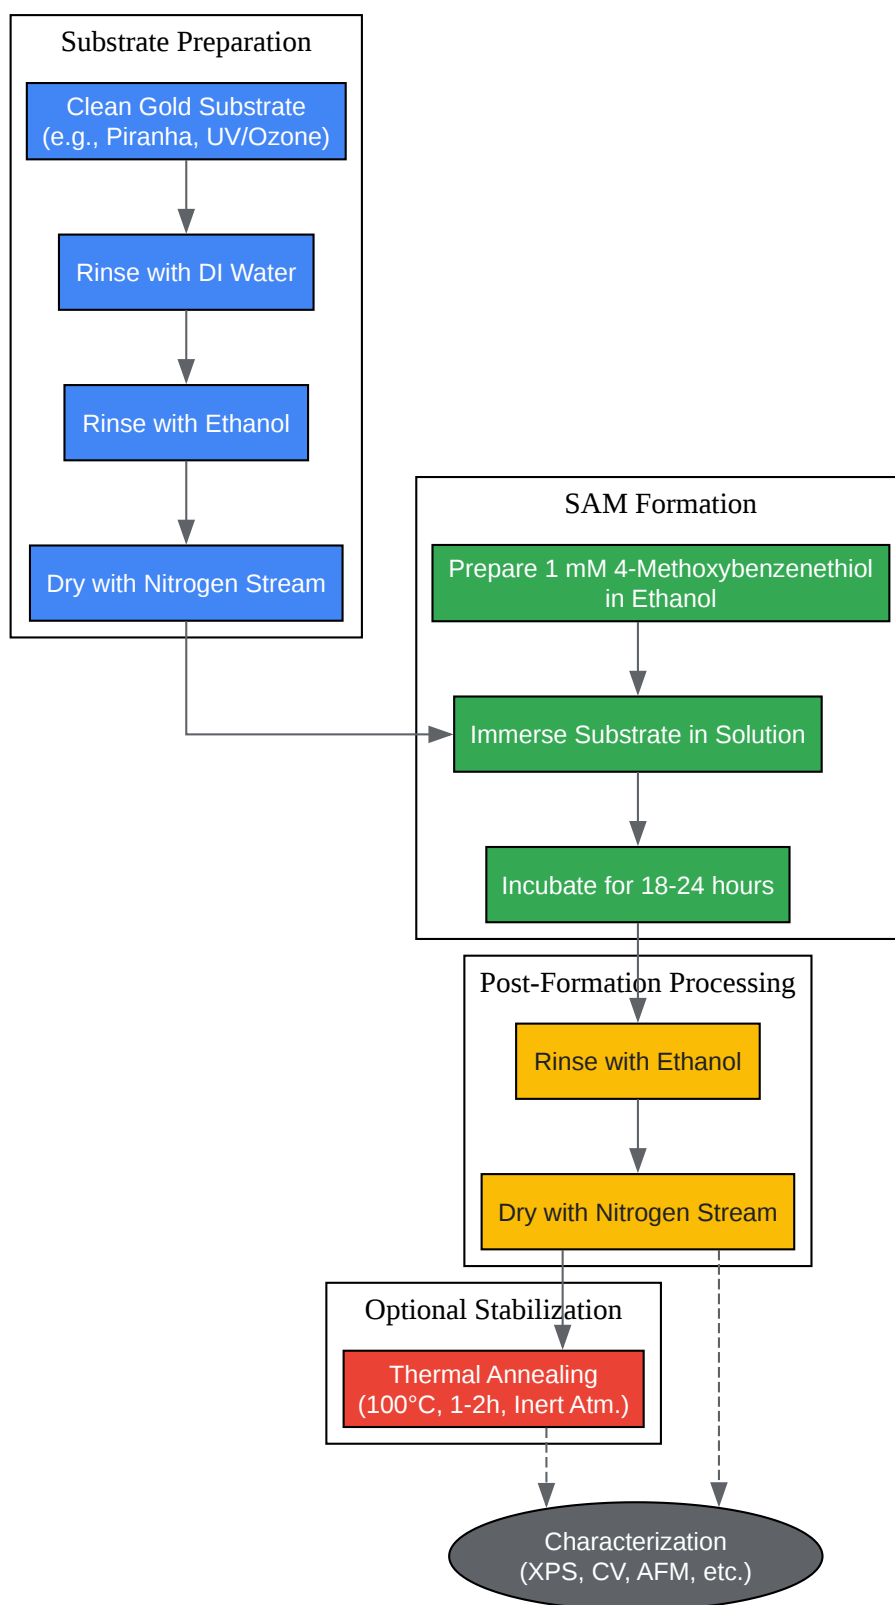 Substrate Preparation
Clean Gold Substrate
(e.g., Piranha, UV/Ozone)
Rinse with DI Water
Rinse with Ethanol
Dry with Nitrogen Stream
SAM Formation
Prepare 1 mM 4-Methoxybenzenethiol
in Ethanol
Immerse Substrate in Solution
Incubate for 18-24 hours
Post-Formation Processing
Rinse with Ethanol
Dry with Nitrogen Stream
Optional Stabilization
Thermal Annealing
(100°C, 1-2h, Inert Atm.)
Characterization
(XPS, CV, AFM, etc.)